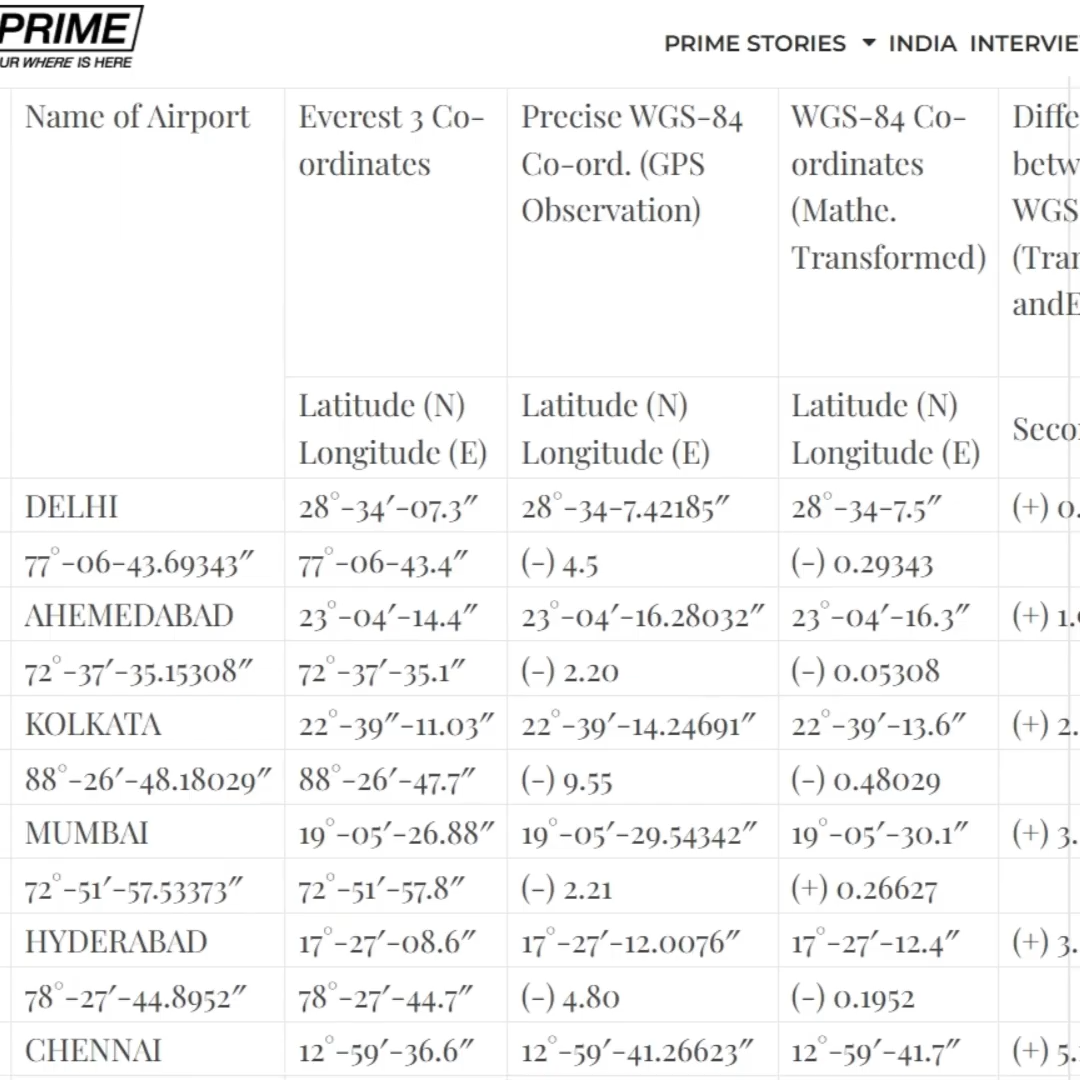 PRIME
UR WHERE IS HERE
PRIME STORIES INDIA INTERVIE
Name of Airport
Everest 3 Co-
ordinates
Precise WGS-84
Co-ord. (GPS
Observation)
WGS-84 Co-
ordinates
(Mathe.
Transformed)
Diffe
betw
WGS
(Tran
andE
Latitude (N)
Longitude (E)
Latitude (N)
Longitude (E)
Latitude (N)
Longitude (E)
Secon
DELHI 28°-34′-07.3″ 28°-34-7.42185″ 28°-34-7.5″ (+) 0.
77°-06-43.69343″ 77°-06-43.4″ (-) 4.5 (-) 0.29343
AHEMEDABAD 23°-04′-14.4″ 23°-04′-16.28032″ 23°-04′-16.3″ (+) 1.
72°-37′-35.15308″ 72°-37′-35.1″ (-) 2.20 (-) 0.05308
KOLKATA 22°-39″-11.03″ 22°-39′-14.24691″ 22°-39′-13.6″ (+) 2.
88°-26′-48.18029″ 88°-26′-47.7″ (-) 9.55 (-) 0.48029
MUMBAI 19°-05′-26.88″ 19°-05′-29.54342″ 19°-05′-30.1″ (+) 3.
72°-51′-57.53373″ 72°-51′-57.8″ (-) 2.21 (+) 0.26627
HYDERABAD 17°-27′-08.6″ 17°-27′-12.0076″ 17°-27′-12.4″ (+) 3.
78°-27′-44.8952″ 78°-27′-44.7″ (-) 4.80 (-) 0.1952
CHENNAI 12°-59′-36.6″ 12°-59′-41.26623″ 12°-59′-41.7″ (+) 5.